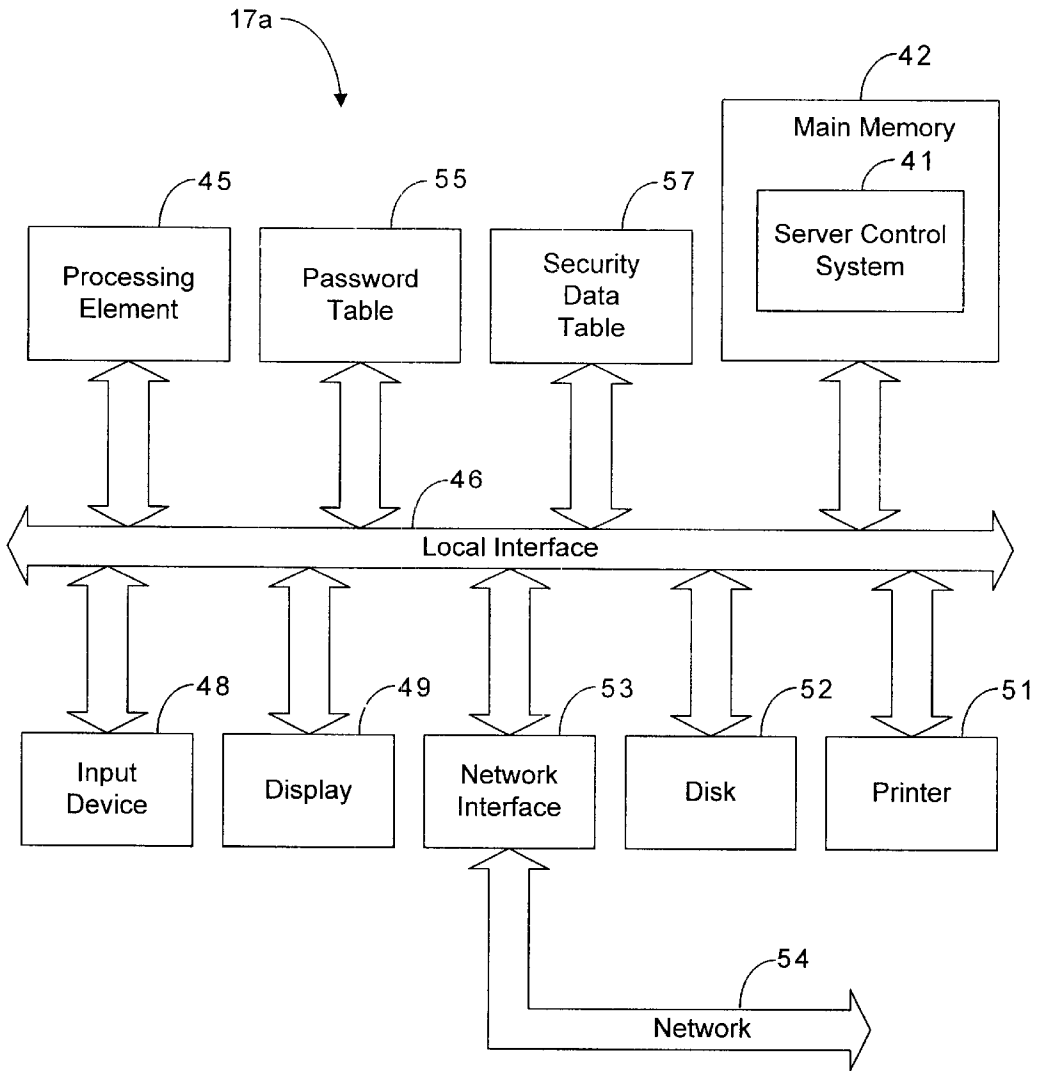 17a
42
Main Memory
41
Server Control
System
45
Processing
Element
55
Password
Table
57
Security
Data
Table
46
Local Interface
48
Input
Device
49
Display
53
Network
Interface
52
Disk
51
Printer
54
Network